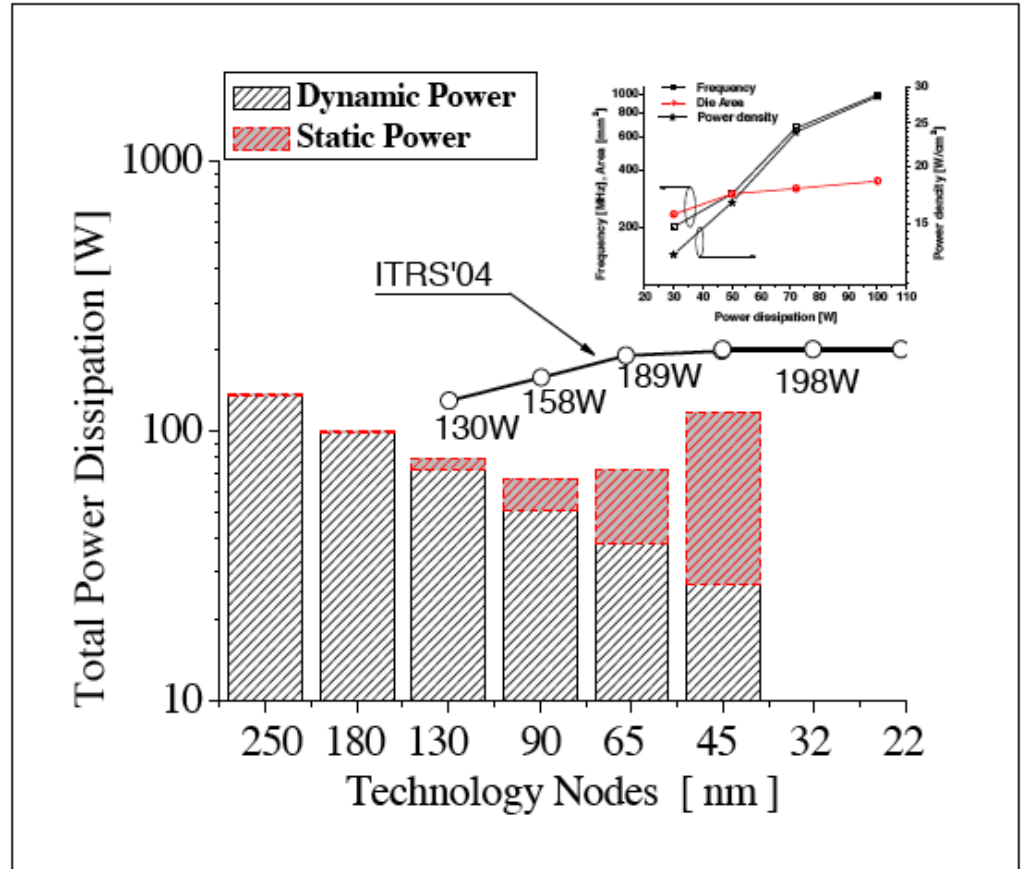 Dynamic Power
Static Power
Total Power Dissipation [W]
1000
100
10
ITRS'04
130W
158W
189W
198W
250 180 130 90 65 45 32 22
Technology Nodes [ nm ]
Frequency
Die Area
Power density
Frequency [MHz], Area [mm²]
1000
800
600
400
200
Power density [W/cm²]
30
25
20
15
20 30 40 50 60 70 80 90 100 110
Power dissipation [W]